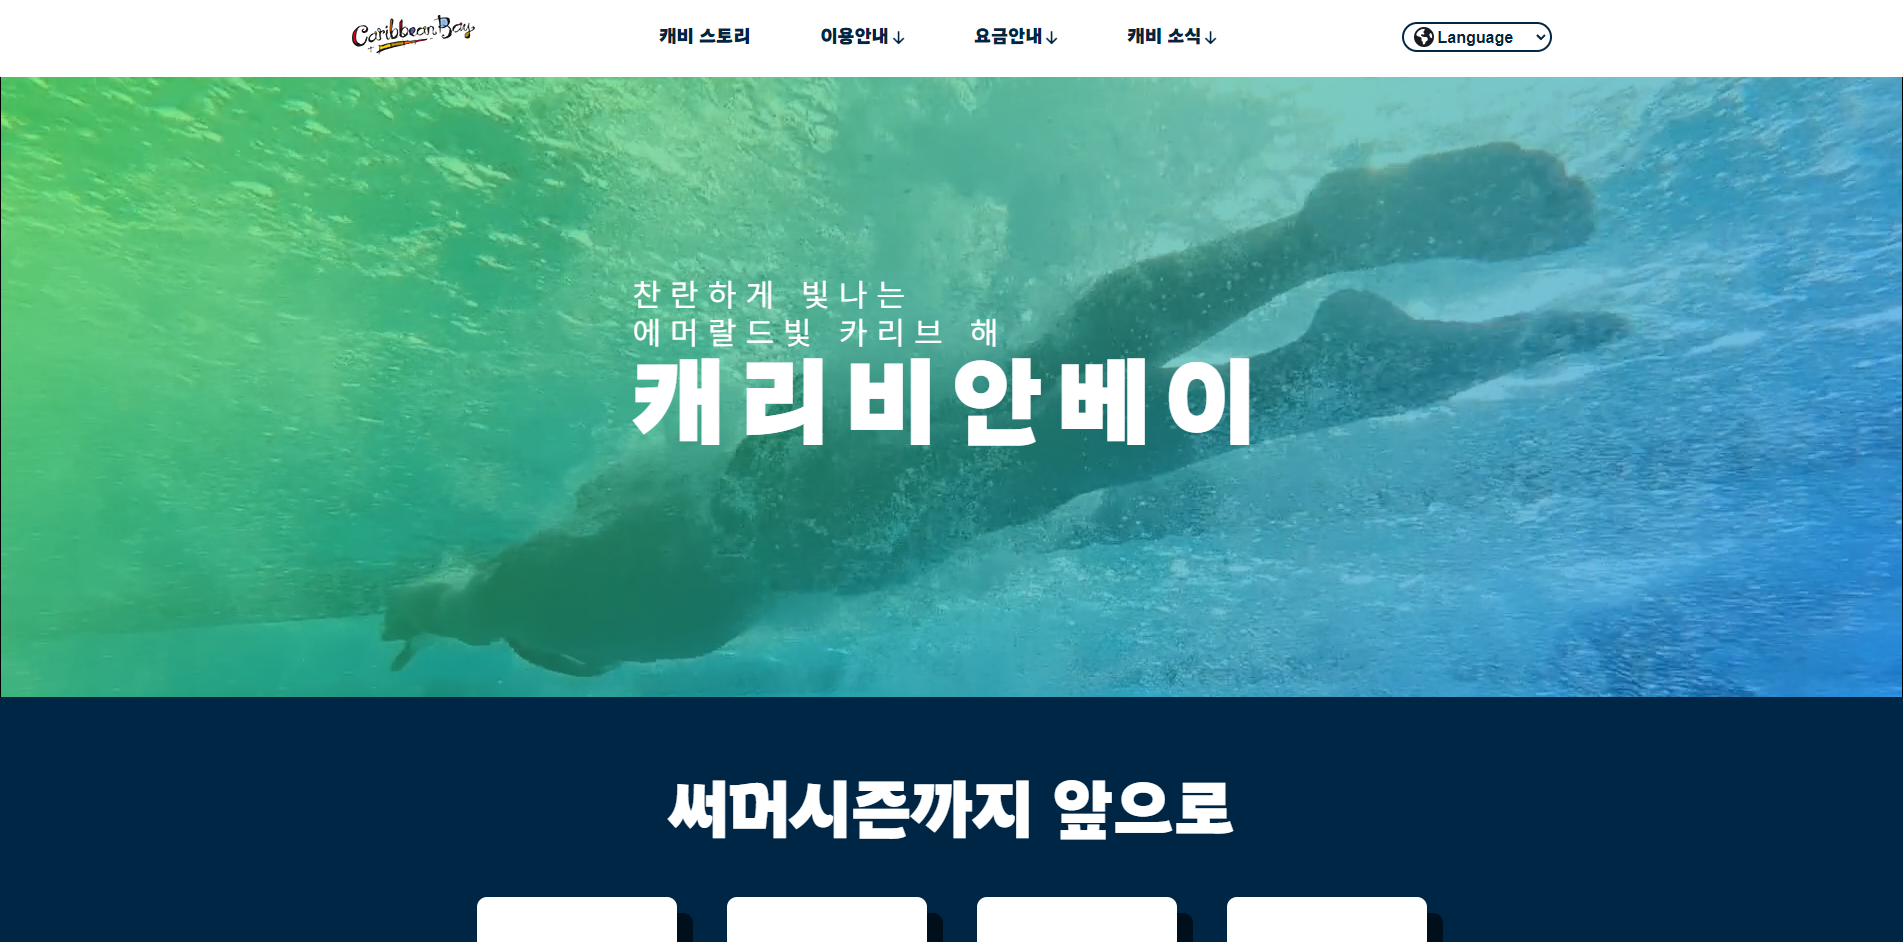 Caribbean Bay
캐비 스토리
이용안내
요금안내
캐비 소식
Language
찬란하게 빛나는
에머랄드빛 카리브 해
캐리비안베이
써머시즌까지 앞으로